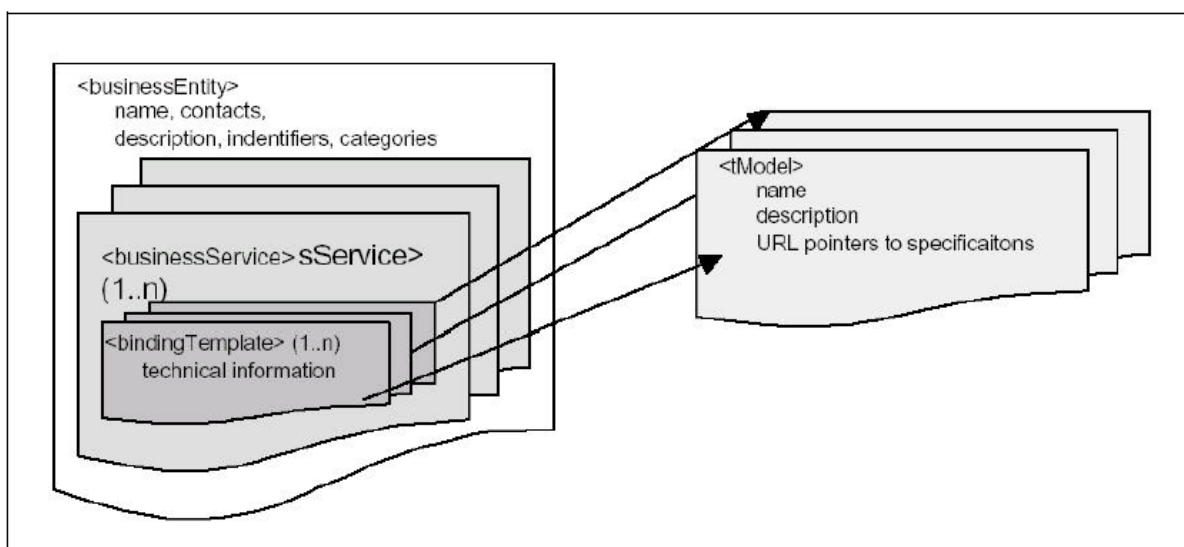 <businessEntity>
name, contacts,
description, indentifiers, categories
<businessService> sService>
(1..n)
<bindingTemplate> (1..n)
technical information
<tModel>
name
description
URL pointers to specificaitons